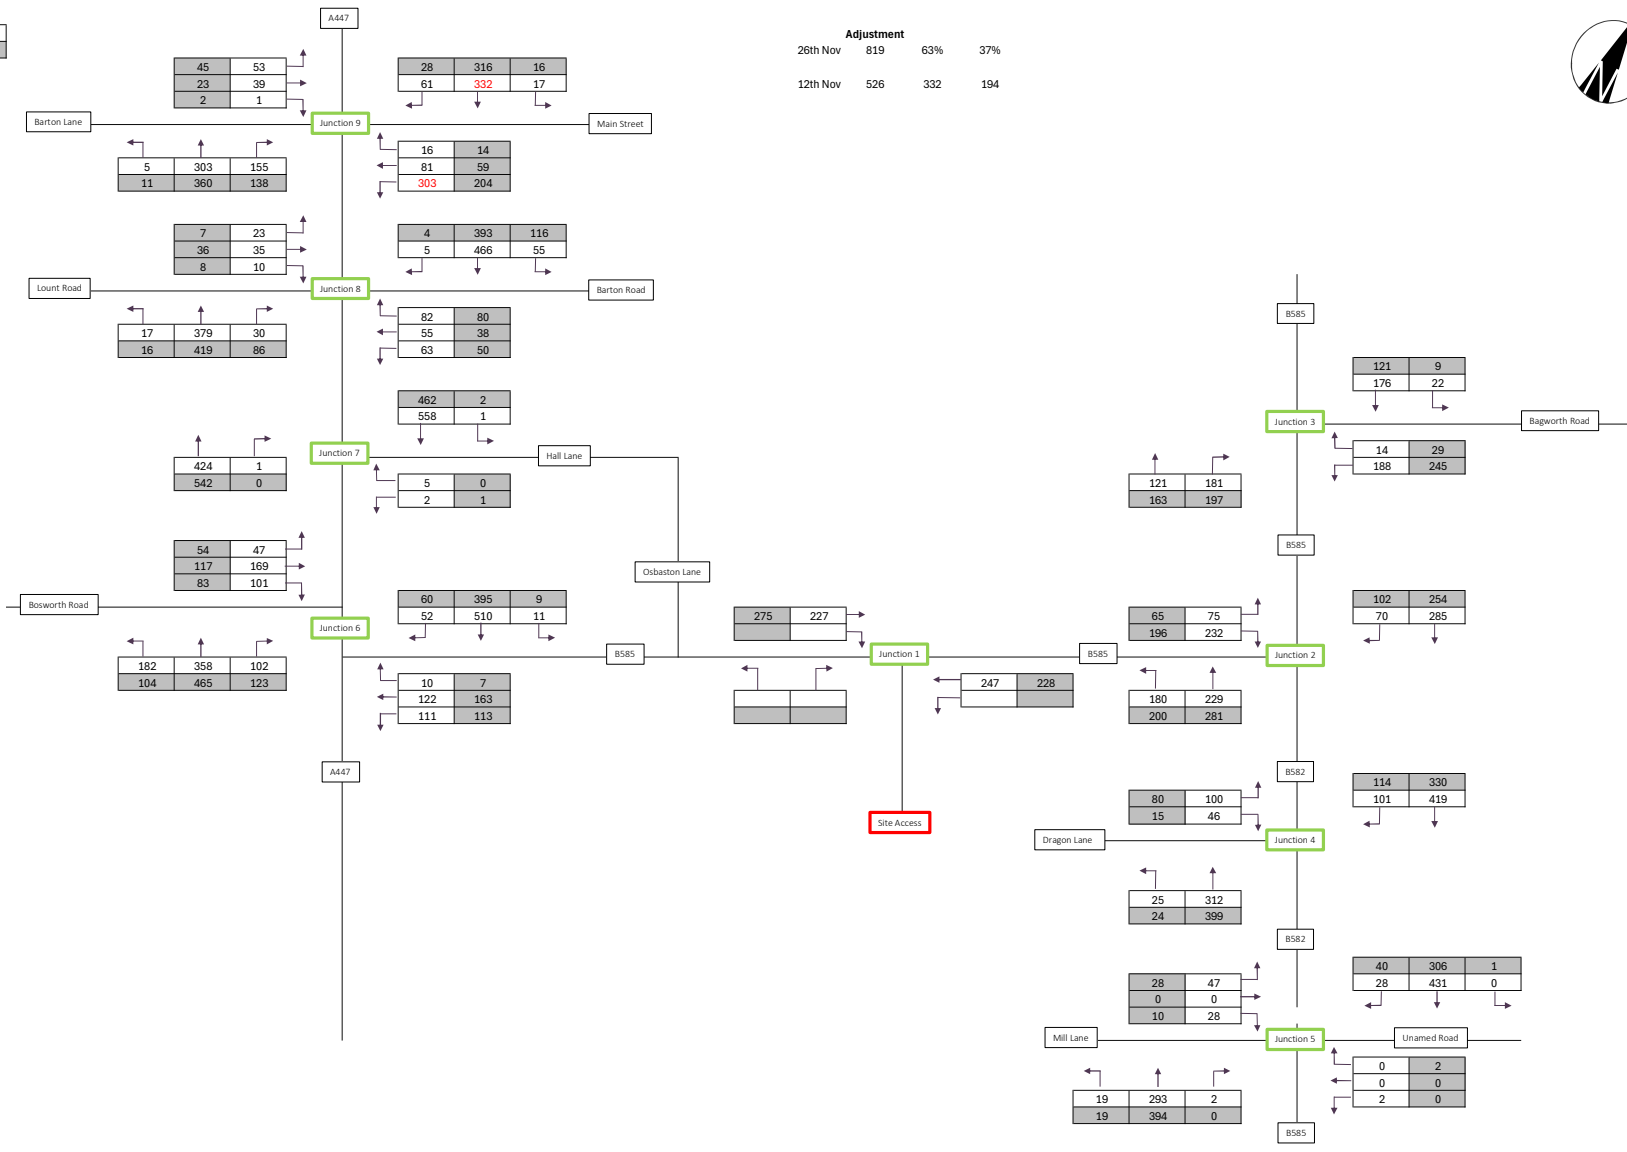 A447
Adjustment
26th Nov 819 63% 37%
12th Nov 526 332 194
N
45 53
23 39
2 1
28 316 16
61 332 17
Barton Lane
Junction 9
Main Street
5 303 155
11 360 138
16 14
81 59
303 204
7 23
36 35
8 10
4 393 116
5 466 55
Lount Road
Junction 8
Barton Road
17 379 30
16 419 86
82 80
55 38
63 50
B585
121 9
176 22
462 2
558 1
Junction 3
Bagworth Road
424 1
542 0
Junction 7
Hall Lane
5 0
2 1
14 29
188 245
121 181
163 197
B585
54 47
117 169
83 101
Osbaston Lane
Bosworth Road
Junction 6
60 395 9
52 510 11
275 227
65 75
196 232
102 254
70 285
B585
Junction 1
B585
Junction 2
182 358 102
104 465 123
10 7
122 163
111 113
247 228
180 229
200 281
A447
B582
80 100
15 46
114 330
101 419
Site Access
Dragon Lane
Junction 4
25 312
24 399
B582
28 47
0 0
10 28
40 306 1
28 431 0
Mill Lane
Junction 5
Unamed Road
19 293 2
19 394 0
0 2
0 0
2 0
B585